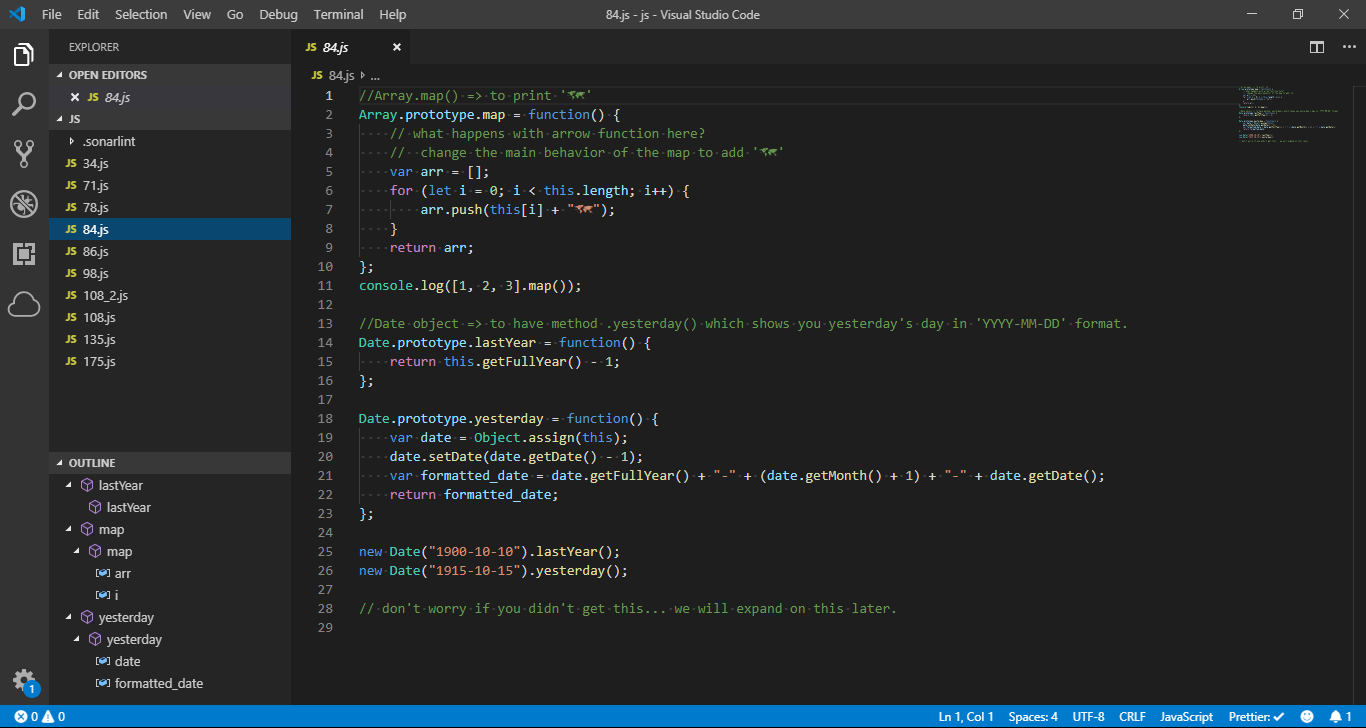 File Edit Selection View Go Debug Terminal Help
84.js - js - Visual Studio Code
EXPLORER
OPEN EDITORS
JS 84.js
JS
.sonarlint
JS 34.js
JS 71.js
JS 78.js
JS 84.js
JS 86.js
JS 98.js
JS 108_2.js
JS 108.js
JS 135.js
JS 175.js
OUTLINE
lastYear
lastYear
map
map
arr
i
yesterday
yesterday
date
formatted_date
1
JS 84.js
JS 84.js ...
1 //Array.map() => to print '🗺'
2 Array.prototype.map = function() {
3 // what happens with arrow function here?
4 //  change the main behavior of the map to add '🗺'
5 var arr = [];
6 for (let i = 0; i < this.length; i++) {
7 arr.push(this[i] + "🗺");
8 }
9 return arr;
10 };
11 console.log([1, 2, 3].map());
12
13 //Date object => to have method .yesterday() which shows you yesterday's day in 'YYYY-MM-DD' format.
14 Date.prototype.lastYear = function() {
15 return this.getFullYear() - 1;
16 };
17
18 Date.prototype.yesterday = function() {
19 var date = Object.assign(this);
20 date.setDate(date.getDate() - 1);
21 var formatted_date = date.getFullYear() + "-" + (date.getMonth() + 1) + "-" + date.getDate();
22 return formatted_date;
23 };
24
25 new Date("1900-10-10").lastYear();
26 new Date("1915-10-15").yesterday();
27
28 // don't worry if you didn't get this... we will expand on this later.
29
0 0
Ln 1, Col 1 Spaces: 4 UTF-8 CRLF JavaScript Prettier: ✓ 1